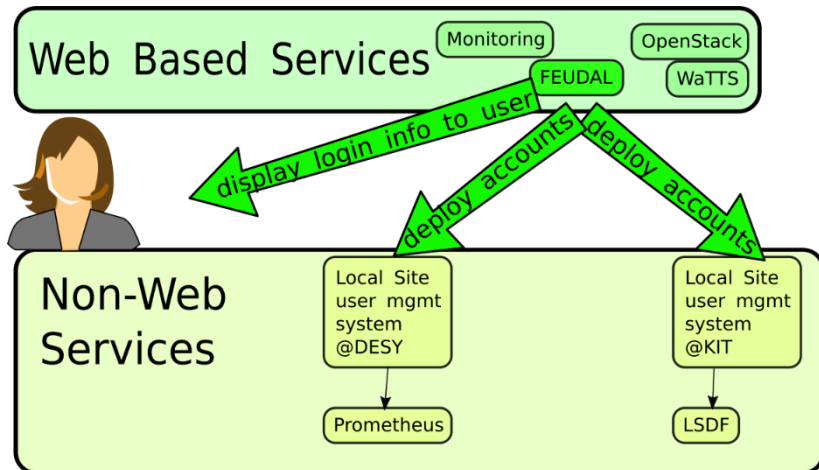 Web Based Services
Monitoring
OpenStack
FEUDAL
WaTTS
display login info to user
deploy accounts
deploy accounts
Non-Web
Services
Local Site
user mgmt
system
@DESY
Local Site
user mgmt
system
@KIT
Prometheus
LSDF